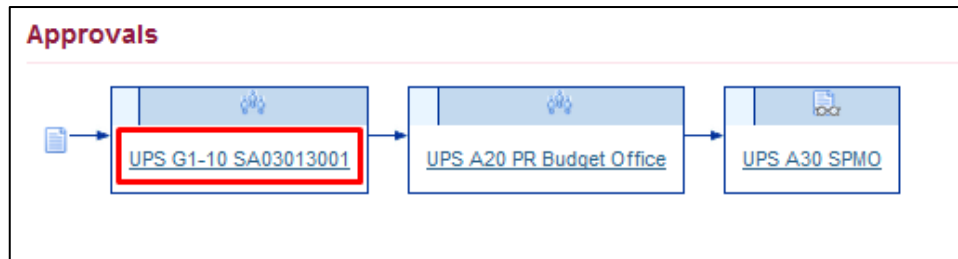 Approvals
UPS G1-10 SA03013001
UPS A20 PR Budget Office
UPS A30 SPMO